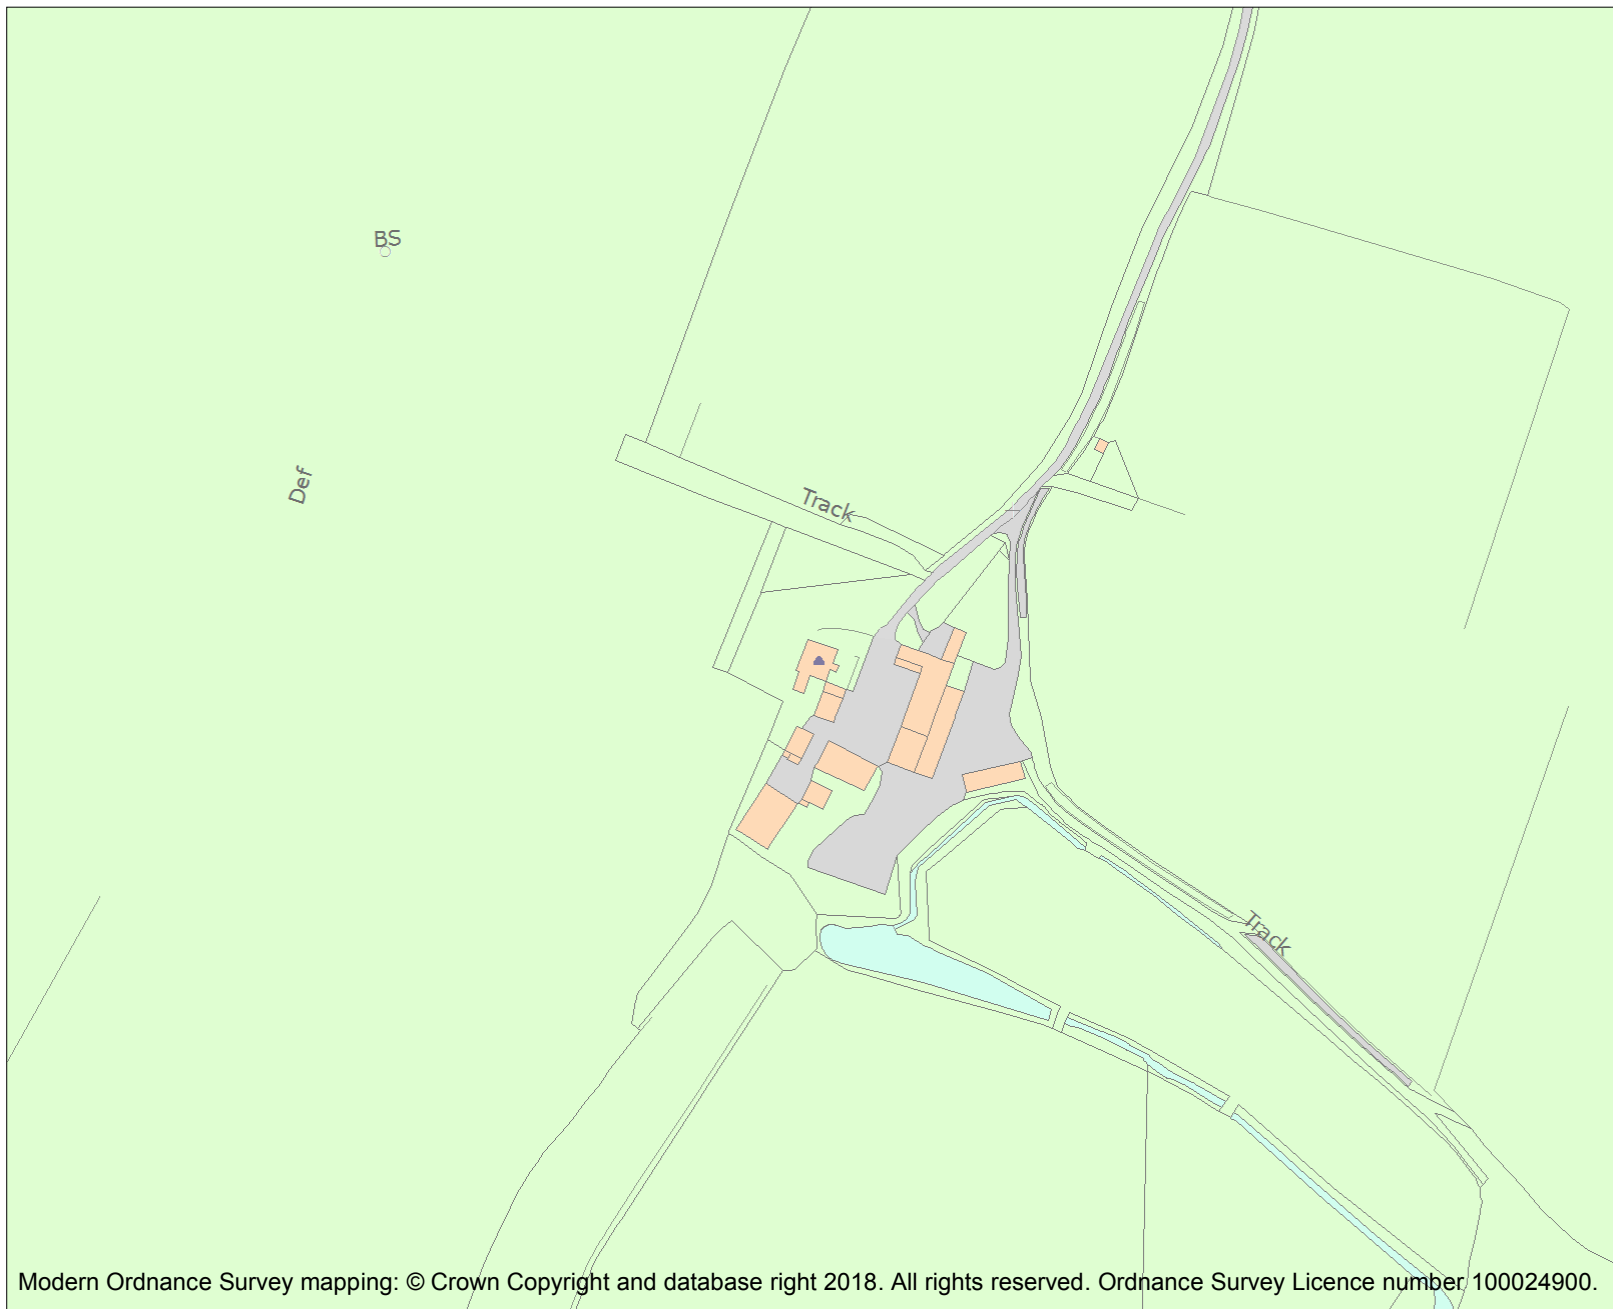 BS
Def
Track
Track
Modern Ordnance Survey mapping: © Crown Copyright and database right 2018. All rights reserved. Ordnance Survey Licence number 100024900.